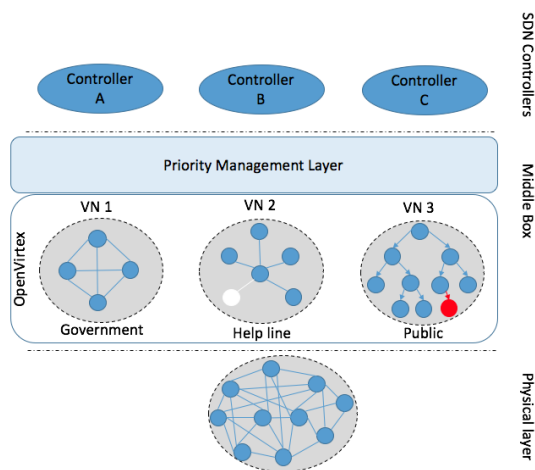 Controller
A
Controller
B
Controller
C
SDN Controllers
Priority Management Layer
Middle Box
VN 1
VN 2
VN 3
OpenVirtex
Government
Help line
Public
Physical layer